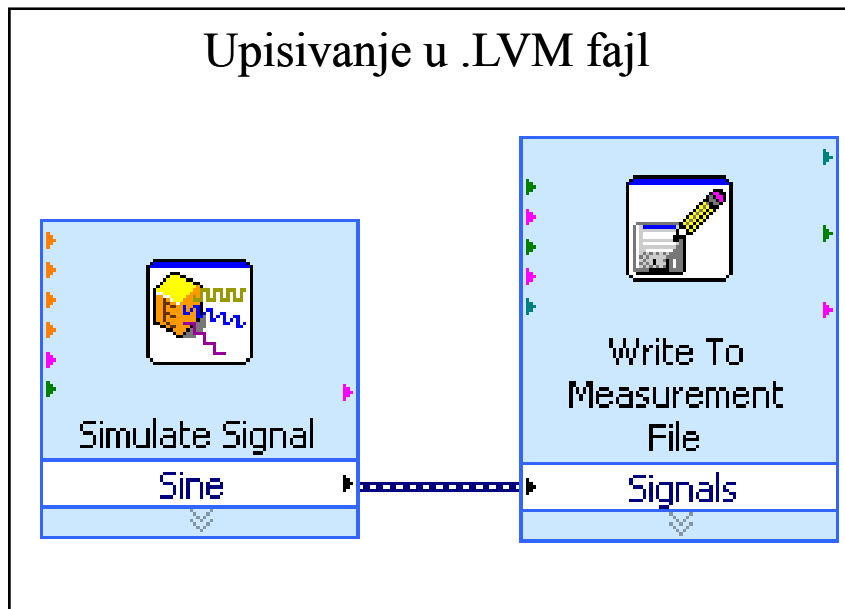 Upisivanje u .LVM fajl
Simulate Signal
Sine
Write To
Measurement
File
Signals